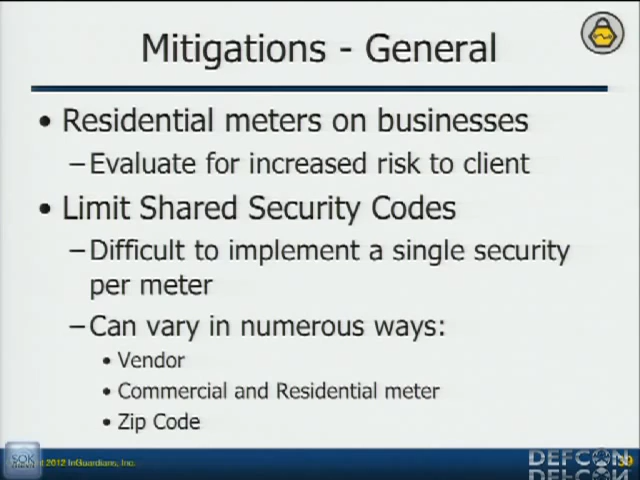 Mitigations - General
• Residential meters on businesses
– Evaluate for increased risk to client
• Limit Shared Security Codes
– Difficult to implement a single security
per meter
– Can vary in numerous ways:
• Vendor
• Commercial and Residential meter
• Zip Code
2012 InGuardians, Inc.
DEFCON